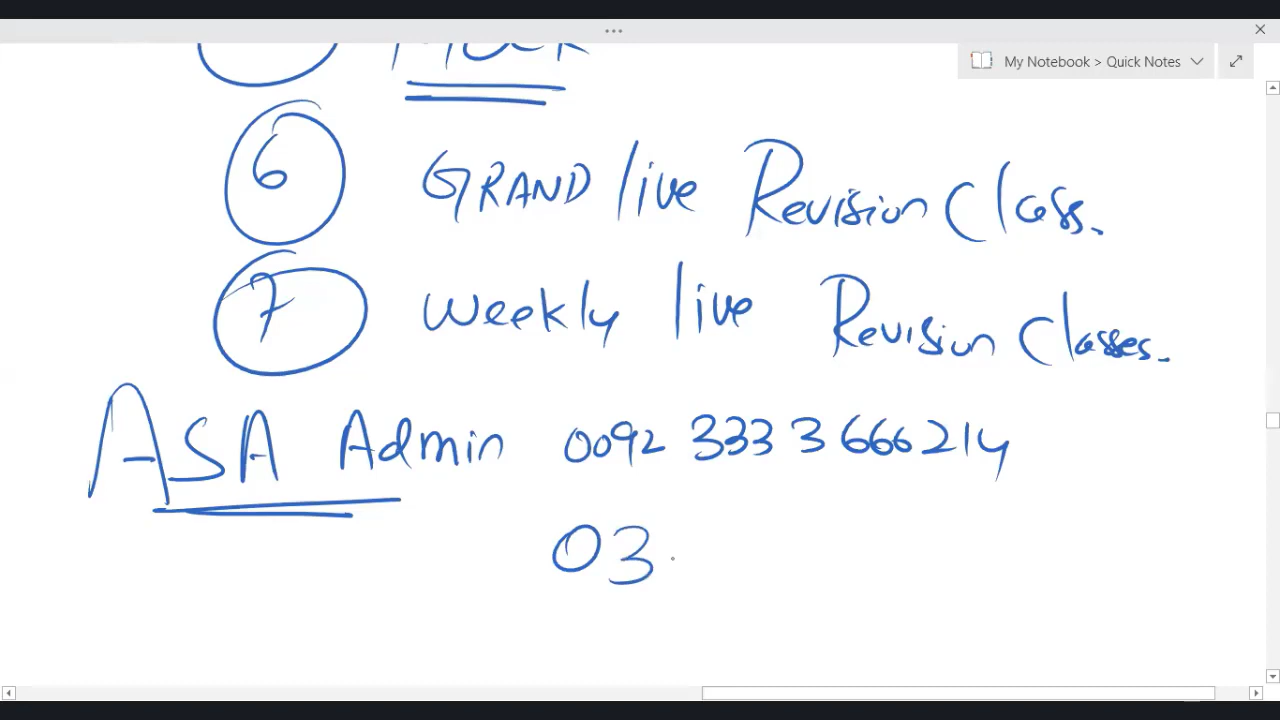 ...
My Notebook > Quick Notes
Mock
6 GRAND live Revision Class.
7 Weekly live Revision Classes.
ASA Admin 0092 333 3 666214
03